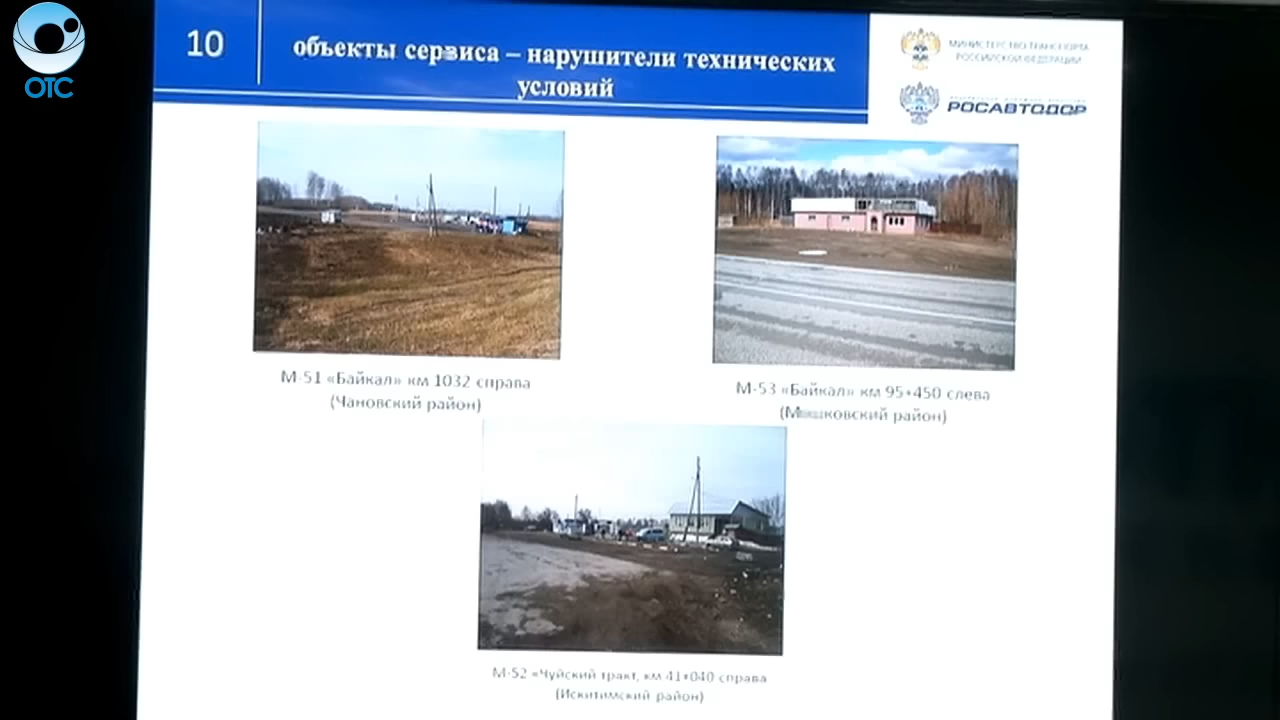 ОТС
10
объекты сервиса – нарушители технических
условий
МИНИСТЕРСТВО ТРАНСПОРТА
РОССИЙСКОЙ ФЕДЕРАЦИИ
РОСАВТОДОР
М-51 «Байкал» км 1032 справа
(Чановский район)
М-53 «Байкал» км 95+450 слева
(Мошковский район)
М-52 «Чуйский тракт, км 41+040 справа
(Искитимский район)